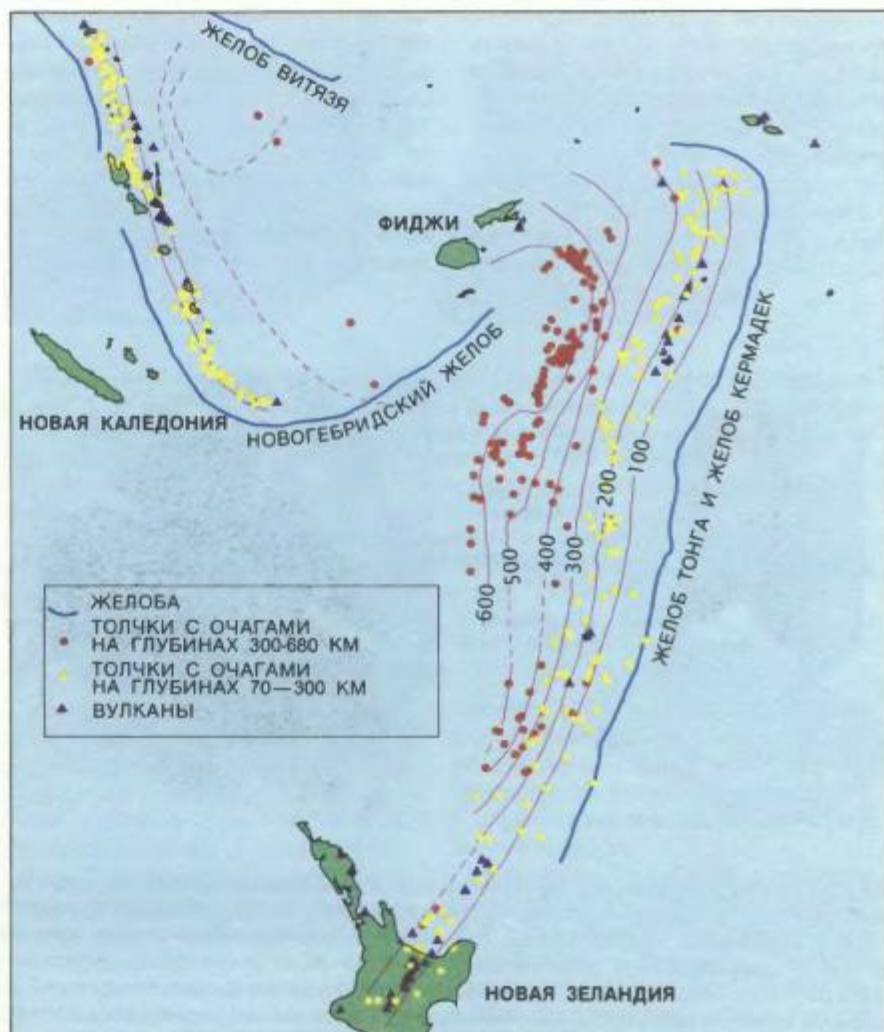 ЖЕЛОБ ВИТЯЗЯ
ФИДЖИ
НОВАЯ КАЛЕДОНИЯ
НОВОГЕБРИДСКИЙ ЖЕЛОБ
600
500
400
300
200
100
ЖЕЛОБ ТОНГА И ЖЕЛОБ КЕРМАДЕК
ЖЕЛОБА
ТОЛЧКИ С ОЧАГАМИ
НА ГЛУБИНАХ 300-680 КМ
ТОЛЧКИ С ОЧАГАМИ
НА ГЛУБИНАХ 70—300 КМ
ВУЛКАНЫ
НОВАЯ ЗЕЛАНДИЯ